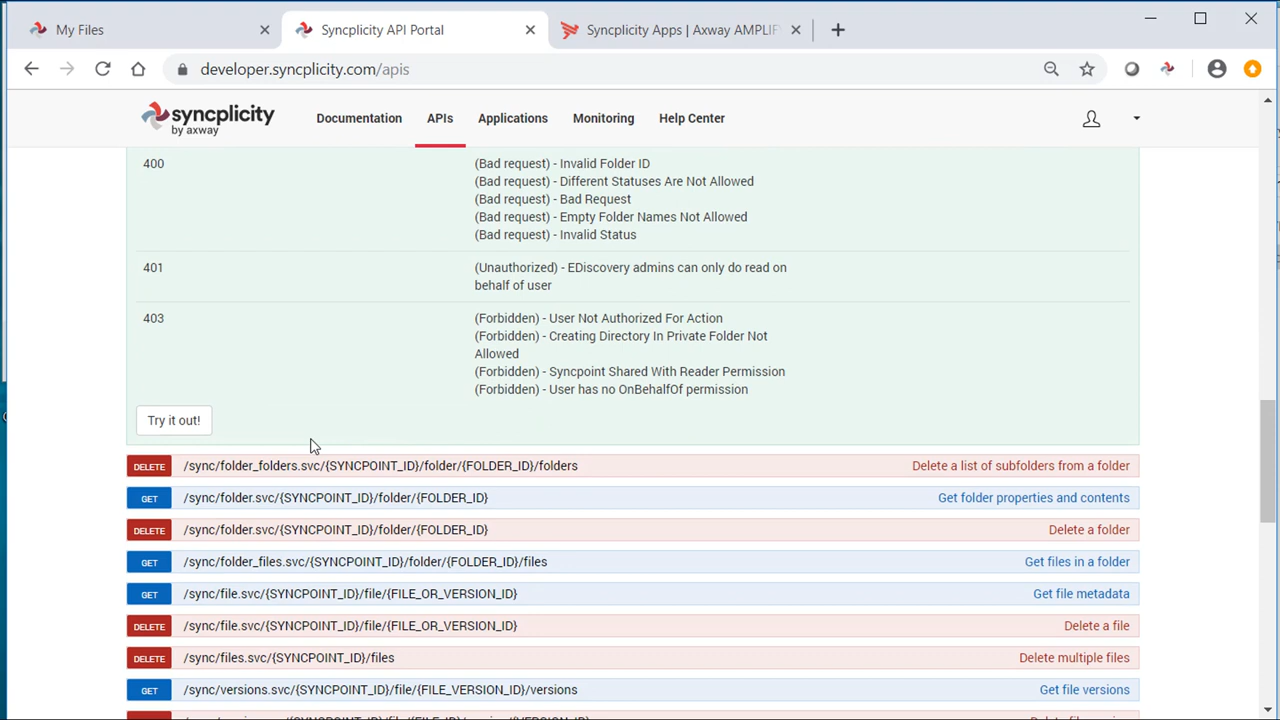 My Files
Syncplicity API Portal
Syncplicity Apps | Axway AMPLIF
developer.syncplicity.com/apis
syncplicity
by axway
Documentation
APIs
Applications
Monitoring
Help Center
400
(Bad request) - Invalid Folder ID
(Bad request) - Different Statuses Are Not Allowed
(Bad request) - Bad Request
(Bad request) - Empty Folder Names Not Allowed
(Bad request) - Invalid Status
401
(Unauthorized) - EDiscovery admins can only do read on
behalf of user
403
(Forbidden) - User Not Authorized For Action
(Forbidden) - Creating Directory In Private Folder Not
Allowed
(Forbidden) - Syncpoint Shared With Reader Permission
(Forbidden) - User has no OnBehalfOf permission
Try it out!
DELETE /sync/folder_folders.svc/{SYNCPOINT_ID}/folder/{FOLDER_ID}/folders Delete a list of subfolders from a folder
GET /sync/folder.svc/{SYNCPOINT_ID}/folder/{FOLDER_ID} Get folder properties and contents
DELETE /sync/folder.svc/{SYNCPOINT_ID}/folder/{FOLDER_ID} Delete a folder
GET /sync/folder_files.svc/{SYNCPOINT_ID}/folder/{FOLDER_ID}/files Get files in a folder
GET /sync/file.svc/{SYNCPOINT_ID}/file/{FILE_OR_VERSION_ID} Get file metadata
DELETE /sync/file.svc/{SYNCPOINT_ID}/file/{FILE_OR_VERSION_ID} Delete a file
DELETE /sync/files.svc/{SYNCPOINT_ID}/files Delete multiple files
GET /sync/versions.svc/{SYNCPOINT_ID}/file/{FILE_VERSION_ID}/versions Get file versions